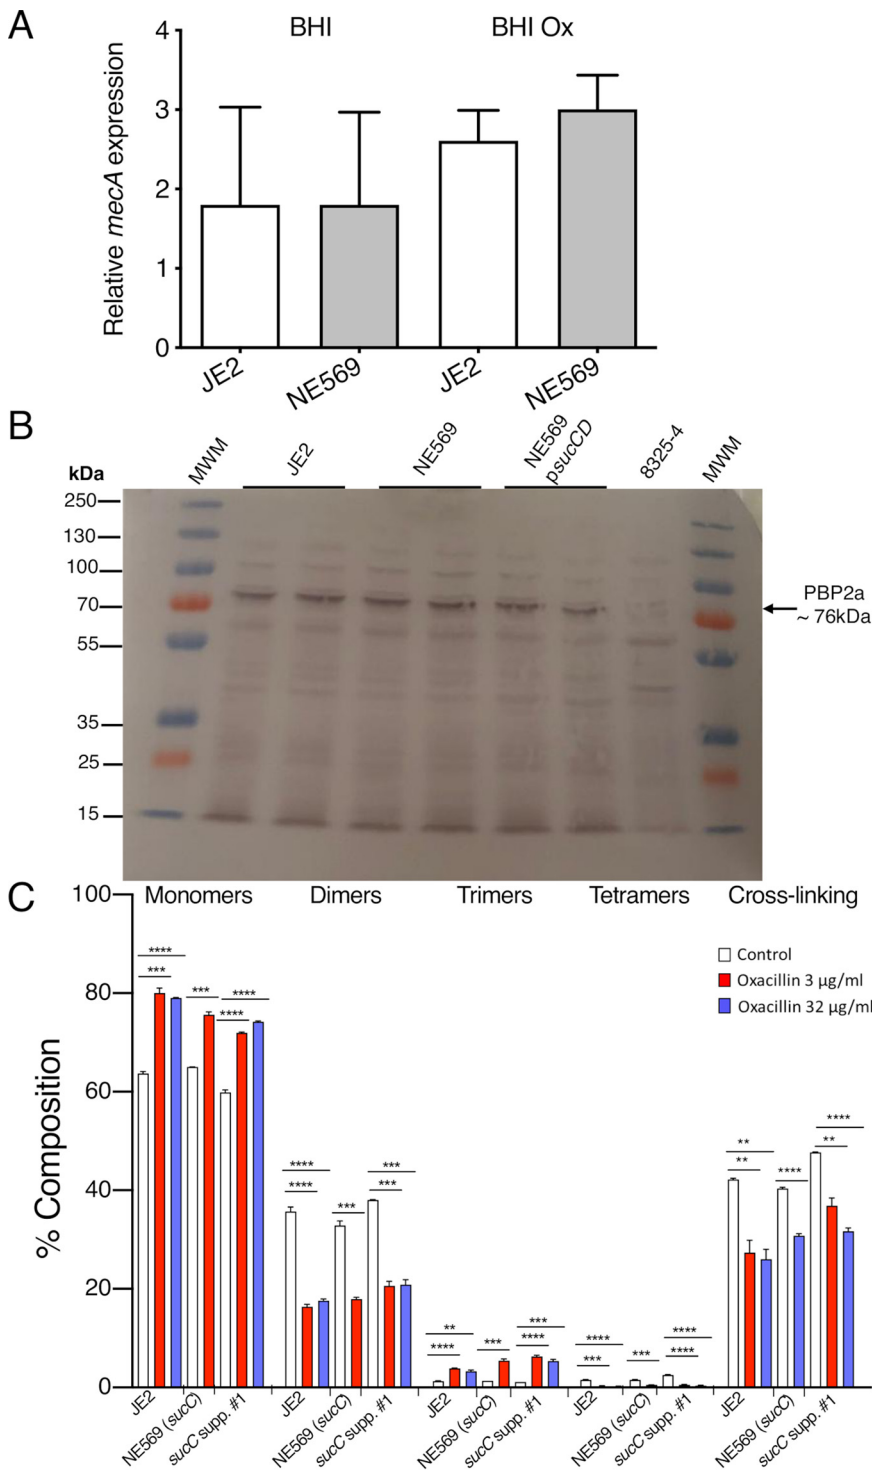 A
BHI
BHI Ox
Relative mecA expression
4
3
2
1
0
JE2
NE569
JE2
NE569
B
kDa
MWM
JE2
NE569
NE569
psucCD
8325-4
MWM
250
130
100
70
55
35
25
15
PBP2a
~ 76kDa
C
% Composition
100
80
60
40
20
0
Monomers
Dimers
Trimers
Tetramers
Cross-linking
Control
Oxacillin 3 µg/ml
Oxacillin 32 µg/ml
****
***
***
****
****
****
****
***
***
***
**
****
***
***
****
****
***
***
****
****
**
**
****
****
**
JE2
NE569 (sucC)
sucC supp. #1
JE2
NE569 (sucC)
sucC supp. #1
JE2
NE569 (sucC)
sucC supp. #1
JE2
NE569 (sucC)
sucC supp. #1
JE2
NE569 (sucC)
sucC supp. #1